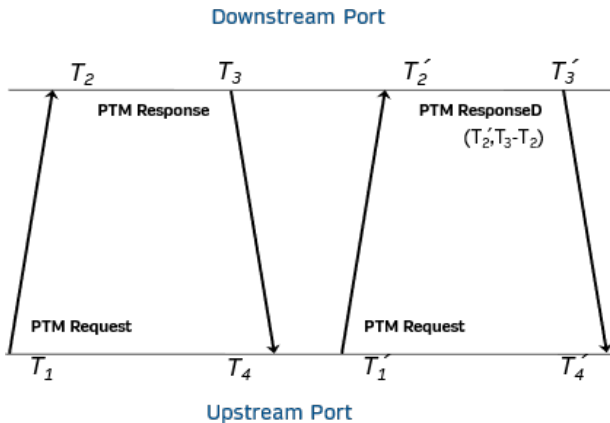 Downstream Port
T2 T3 T2´ T3´
PTM Response PTM ResponseD
(T2´,T3-T2)
PTM Request PTM Request
T1 T4 T1´ T4´
Upstream Port